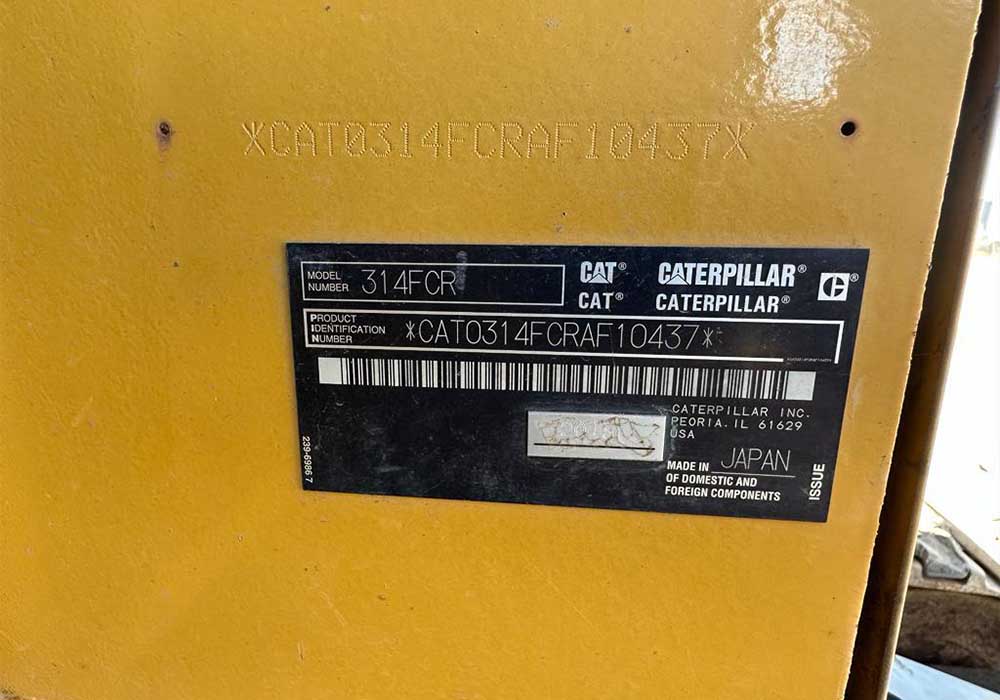 *CAT0314FCRAF10437*
MODEL NUMBER 314FCR
CAT® CATERPILLAR® ®
CAT® CATERPILLAR®
PRODUCT IDENTIFICATION NUMBER *CAT0314FCRAF10437*
CATERPILLAR INC.
PEORIA, IL 61629
USA
MADE IN JAPAN
OF DOMESTIC AND
FOREIGN COMPONENTS
ISSUE
239-6986 7